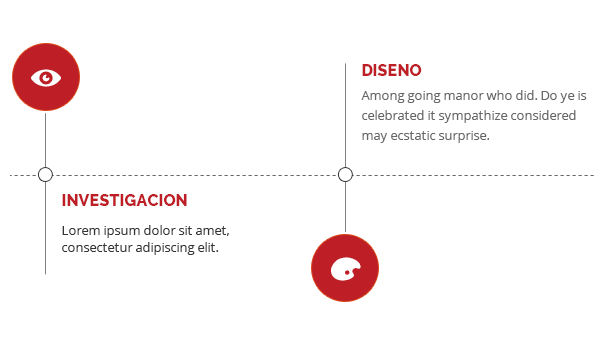 INVESTIGACION
Lorem ipsum dolor sit amet,
consectetur adipiscing elit.
DISENO
Among going manor who did. Do ye is
celebrated it sympathize considered
may ecstatic surprise.